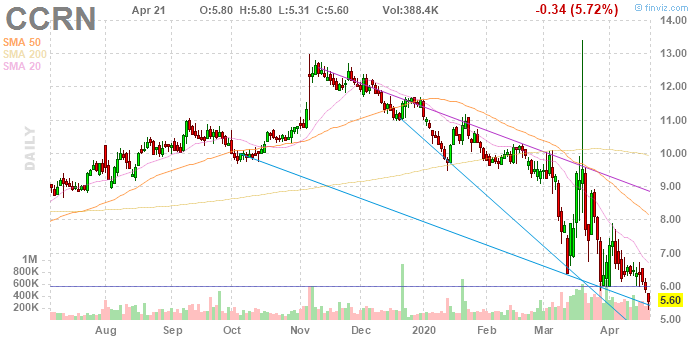 CCRN Apr 21 O:5.80 H:5.80 L:5.31 C:5.60 Vol:388.4K -0.34 (5.72%) © finviz.com
SMA 50
SMA 200
SMA 20
DAILY
14.00
13.00
12.00
11.00
10.00
9.00
8.00
7.00
6.00
5.60
5.00
1M
800K
600K
400K
200K
Aug Sep Oct Nov Dec 2020 Feb Mar Apr